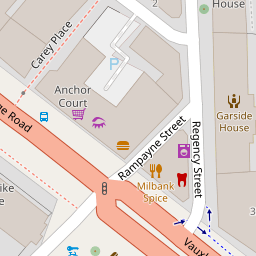 House
Carey Place
P
Anchor
Court
Rampayne Street
Regency Street
Garside
House
Road
Milbank
Spice